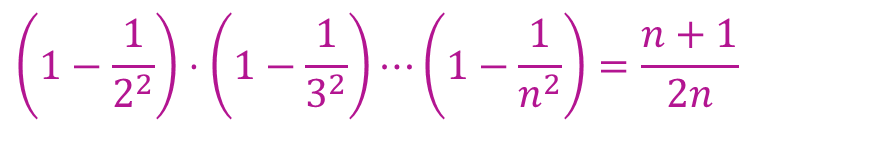 (1 − 1/2²) · (1 − 1/3²) ⋯ (1 − 1/n²) = (n + 1)/(2n)